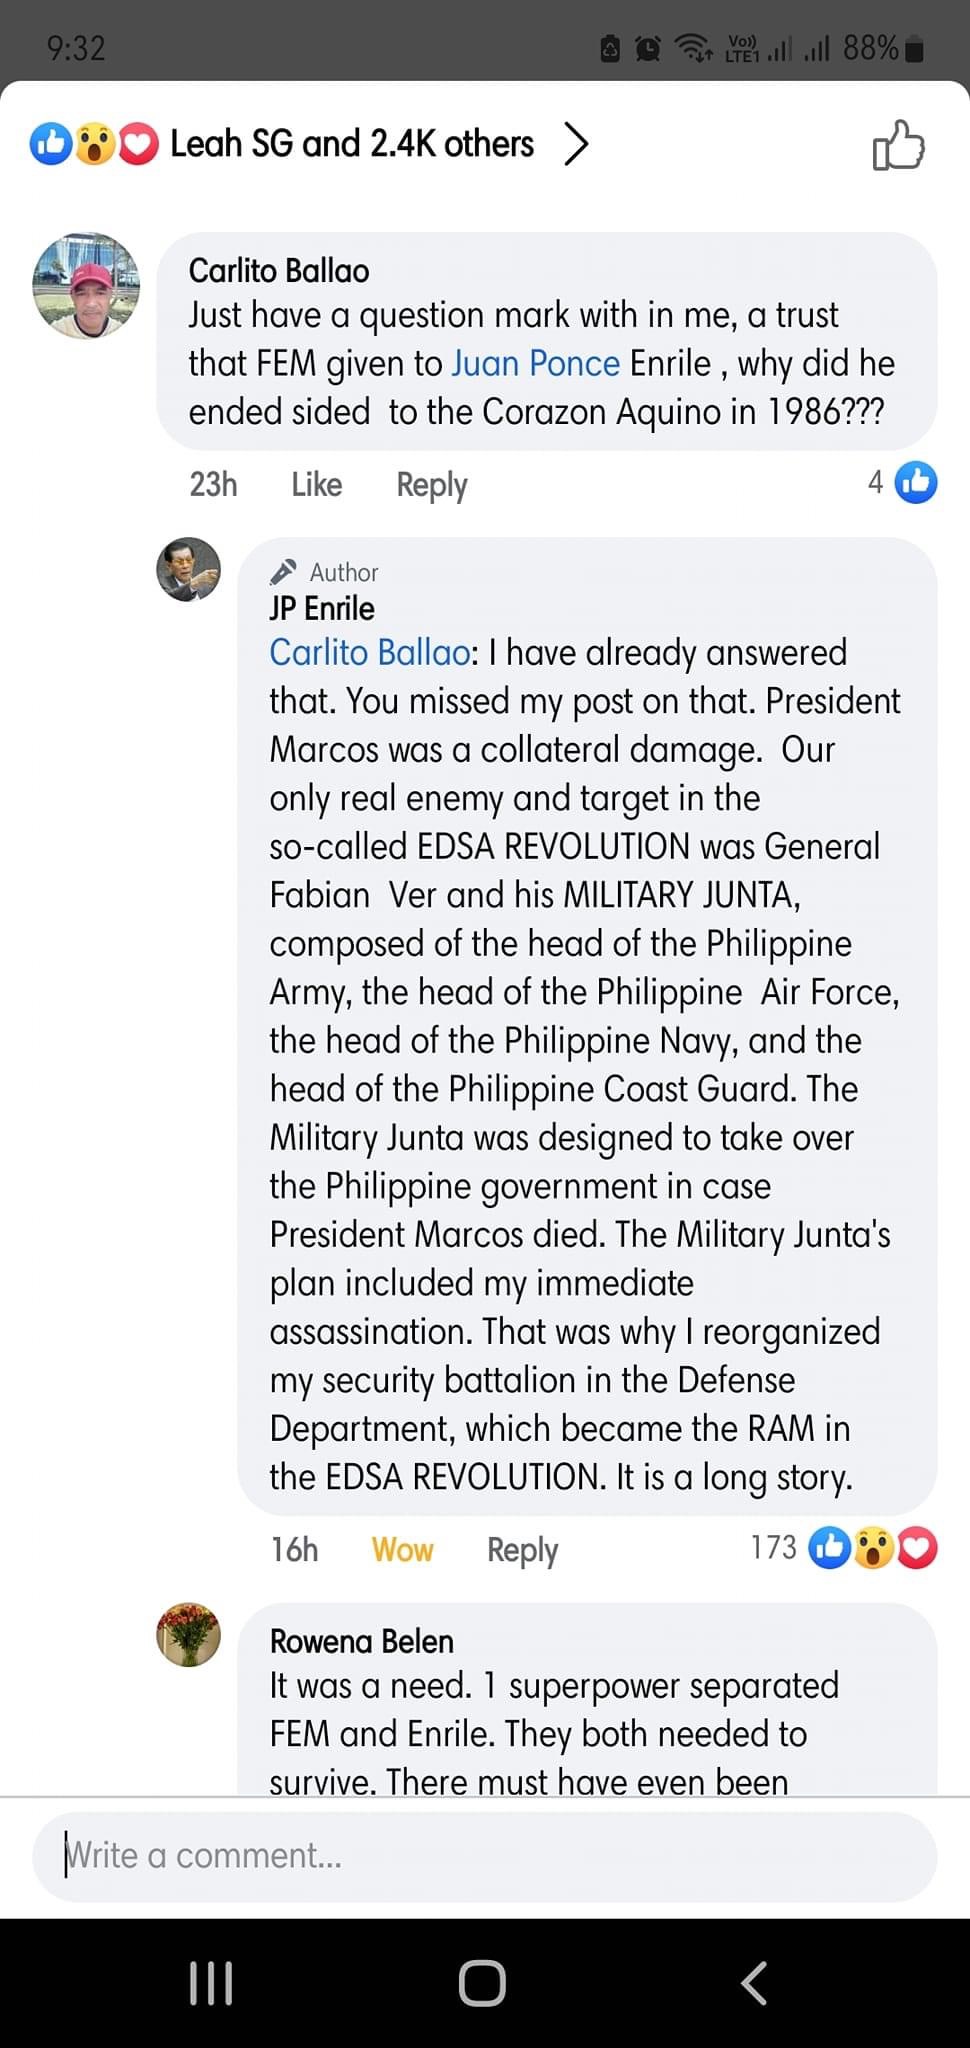 9:32
Vo))
LTE1
88%
Leah SG and 2.4K others
Carlito Ballao
Just have a question mark with in me, a trust
that FEM given to Juan Ponce Enrile , why did he
ended sided  to the Corazon Aquino in 1986???
23h Like Reply 4
Author
JP Enrile
Carlito Ballao: I have already answered
that. You missed my post on that. President
Marcos was a collateral damage.  Our
only real enemy and target in the
so-called EDSA REVOLUTION was General
Fabian  Ver and his MILITARY JUNTA,
composed of the head of the Philippine
Army, the head of the Philippine  Air Force,
the head of the Philippine Navy, and the
head of the Philippine Coast Guard. The
Military Junta was designed to take over
the Philippine government in case
President Marcos died. The Military Junta's
plan included my immediate
assassination. That was why I reorganized
my security battalion in the Defense
Department, which became the RAM in
the EDSA REVOLUTION. It is a long story.
16h Wow Reply 173
Rowena Belen
It was a need. 1 superpower separated
FEM and Enrile. They both needed to
survive. There must have even been
Write a comment...